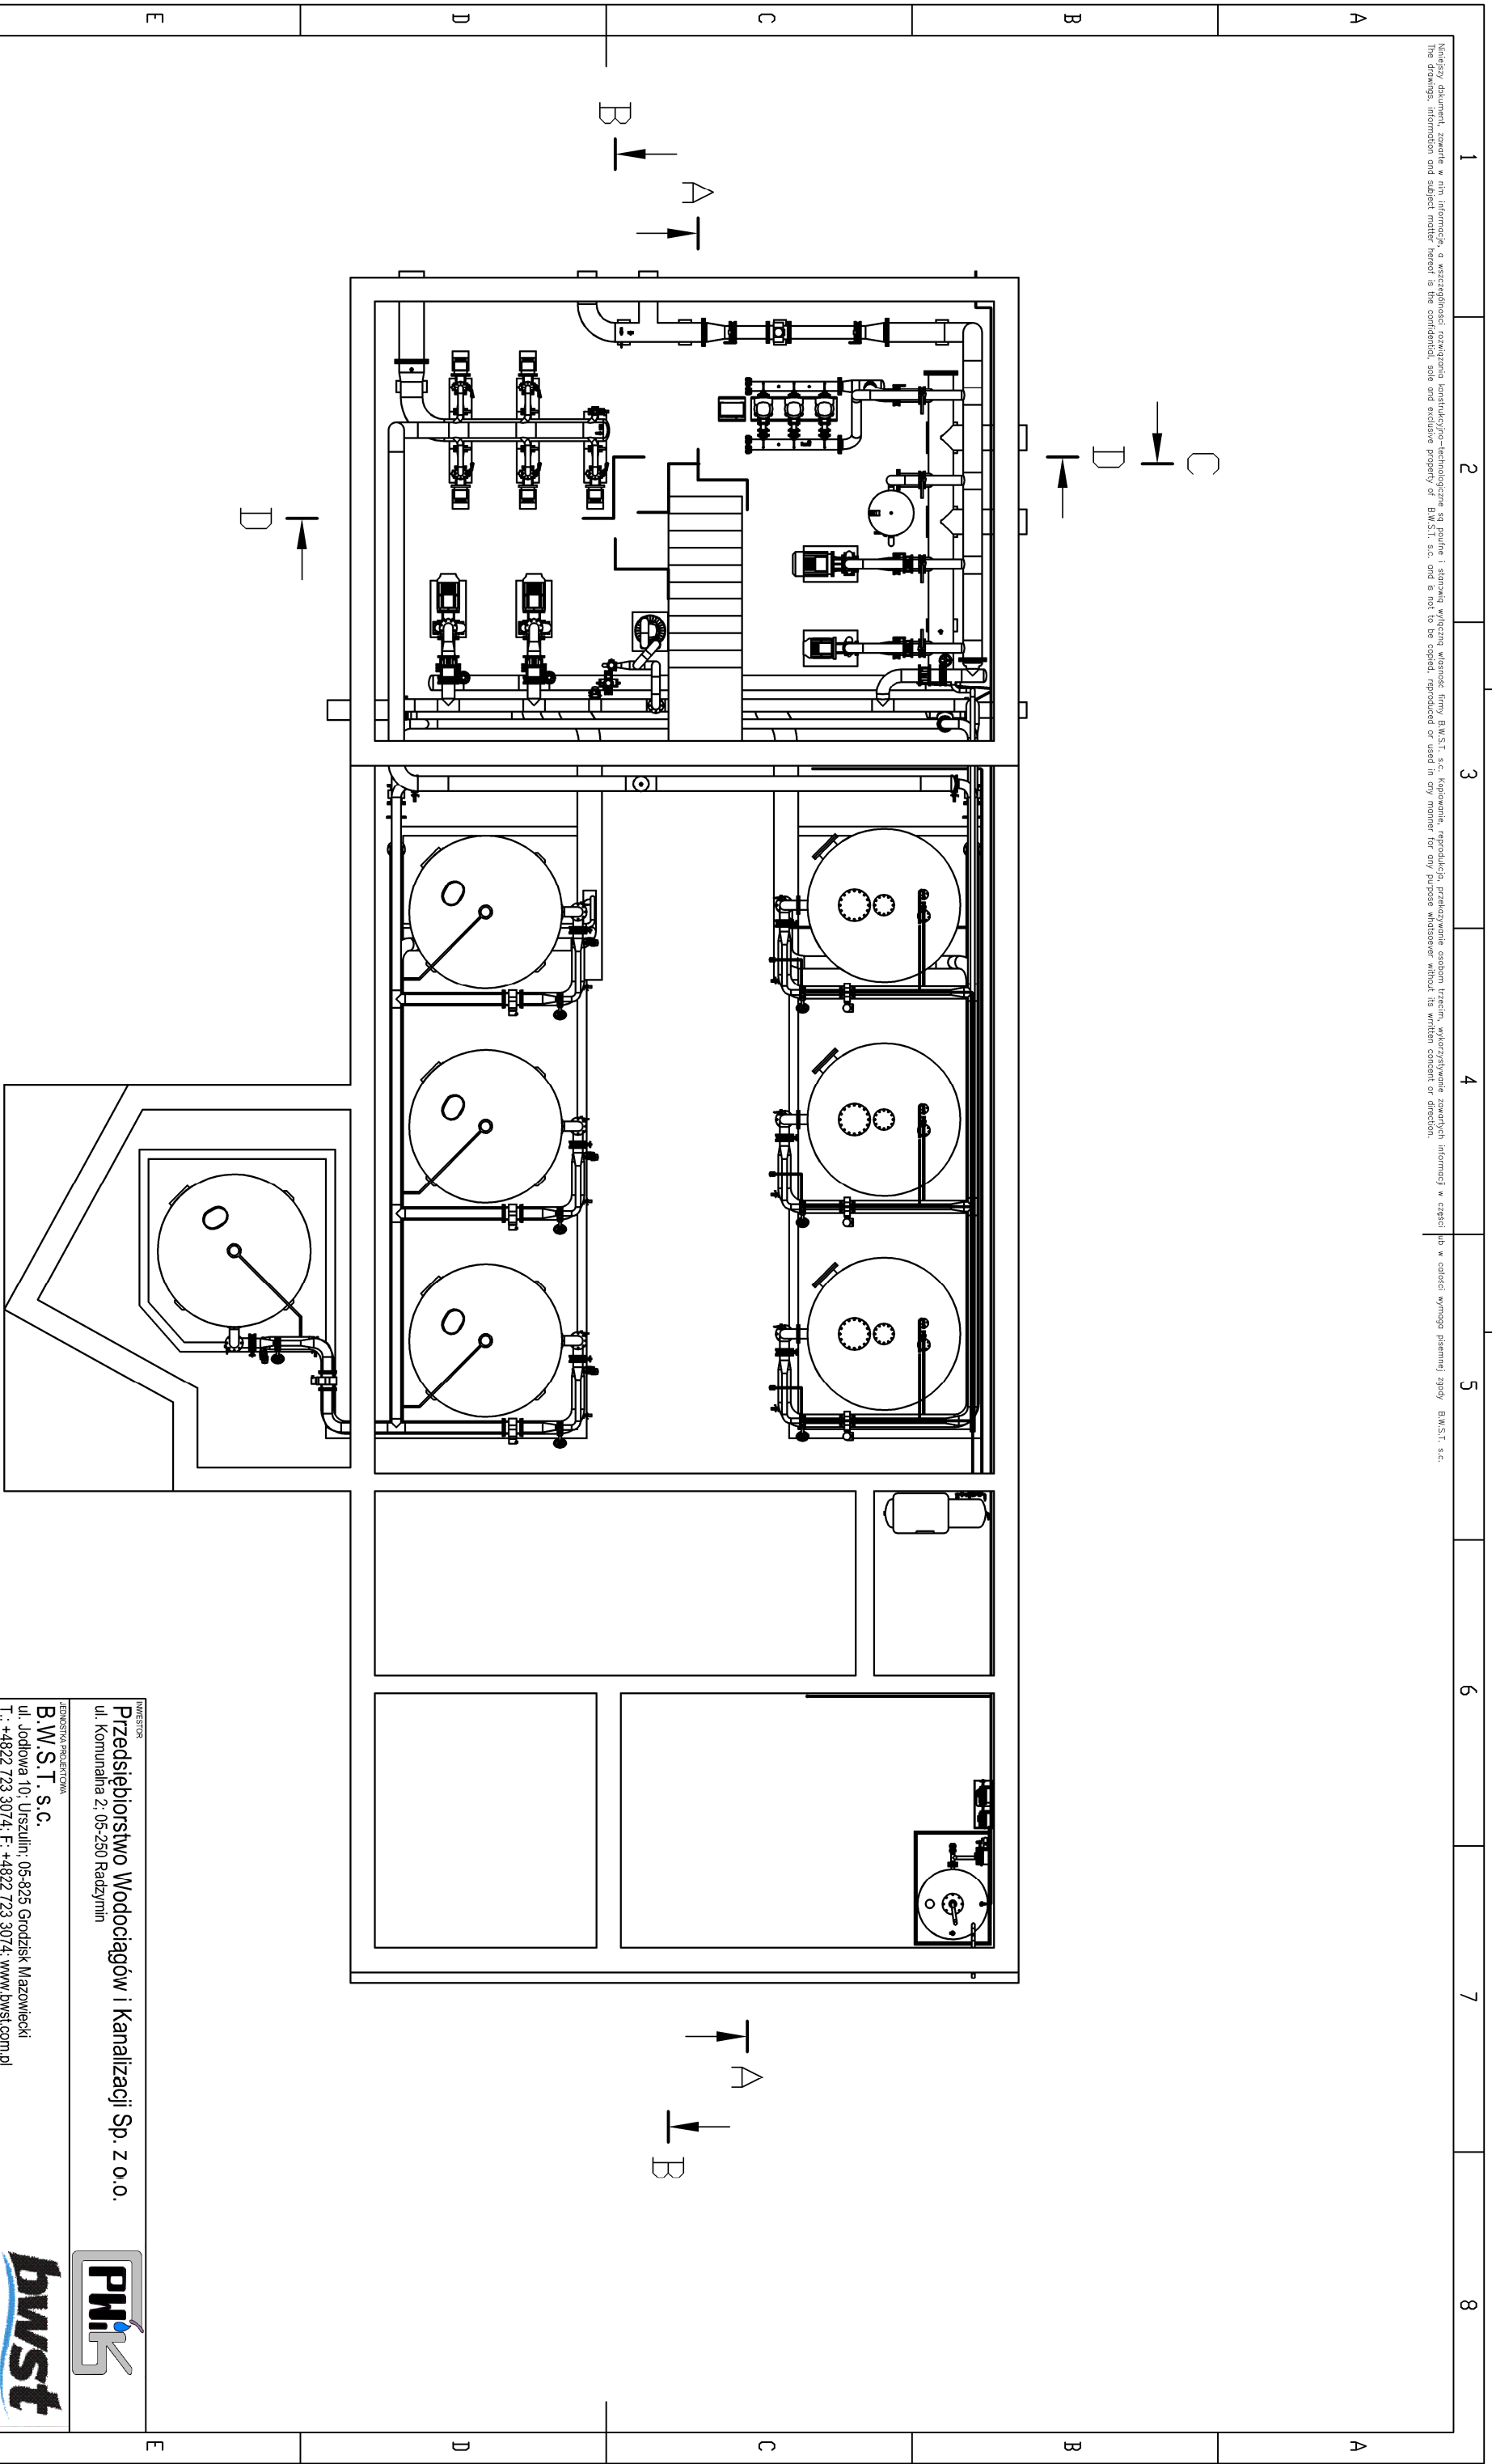 1
2
3
4
5
6
7
8
A
B
C
D
E
A
B
C
D
E
Niniejszy dokument, zawarte w nim informacje, a wszczególności rozwiązania konstrukcyjno-technologiczne są poufne i stanowią wyłączną własność firmy B.W.S.T. s.c. Kopiowanie, reprodukcja, przekazywanie osobom trzecim, wykorzystywanie zawartych informacji w części lub w całości wymaga pisemnej zgody B.W.S.T. s.c.
The drawings, information and subject matter hereof is the confidential, sole and exclusive property of B.W.S.T. s.c. and is not to be copied, reproduced or used in any manner for any purpose whatsoever without its wrritten concent or direction.
C
D
D
B
A
A
B
INWESTOR
Przedsiębiorstwo Wodociągów i Kanalizacji Sp. z o.o.
ul. Komunalna 2; 05-250 Radzymin
PWiK
JEDNOSTKA PROJEKTOWA
B.W.S.T. s.c.
ul. Jodłowa 10; Urszulin; 05-825 Grodzisk Mazowiecki
T.: +4822 723 3074; F: +4822 723 3074; www.bwst.com.pl
bwst